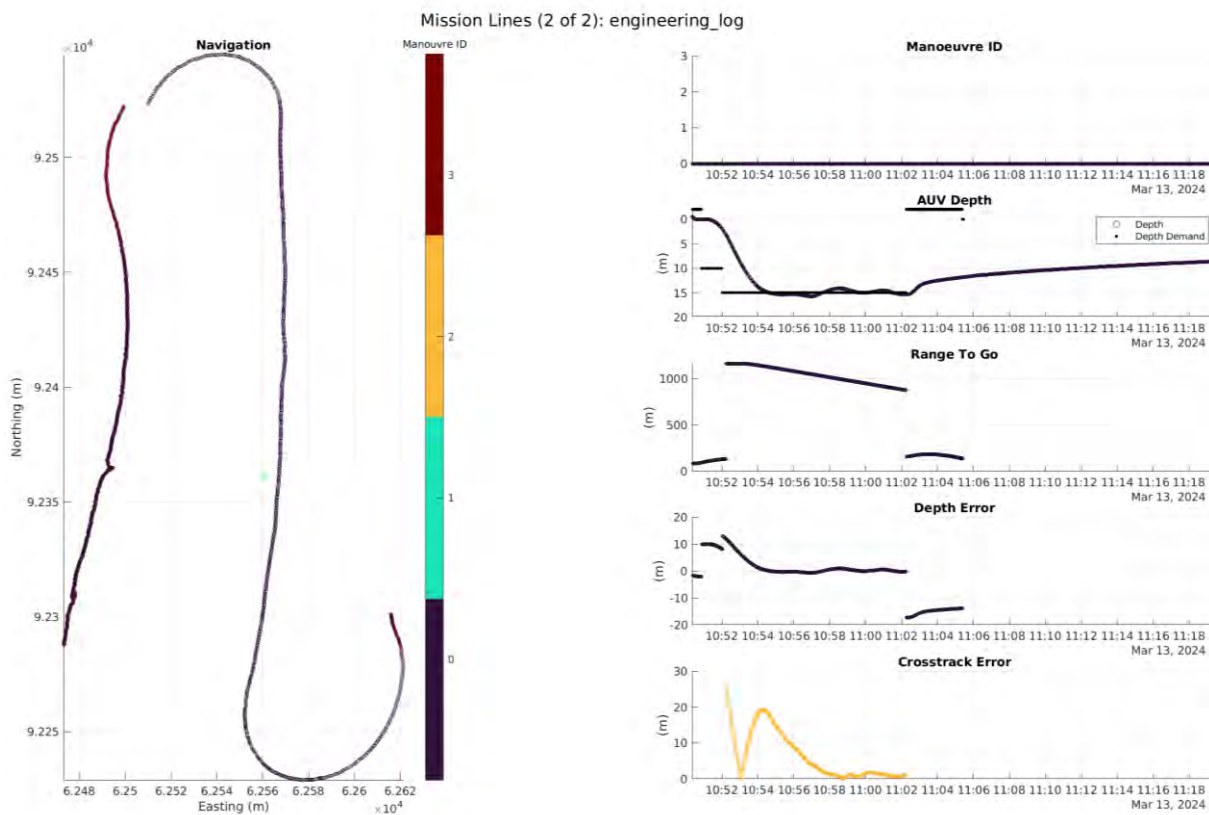 Mission Lines (2 of 2): engineering_log
Navigation
×10⁴
Northing (m)
9.25
9.245
9.24
9.235
9.23
9.225
6.248 6.25 6.252 6.254 6.256 6.258 6.26 6.262
Easting (m)
×10⁴
Manouvre ID
3
2
1
0
Manoeuvre ID
3
2
1
0
10:52 10:54 10:56 10:58 11:00 11:02 11:04 11:06 11:08 11:10 11:12 11:14 11:16 11:18
Mar 13, 2024
AUV Depth
(m)
0
5
10
15
20
Depth
Depth Demand
10:52 10:54 10:56 10:58 11:00 11:02 11:04 11:06 11:08 11:10 11:12 11:14 11:16 11:18
Mar 13, 2024
Range To Go
(m)
1000
500
0
10:52 10:54 10:56 10:58 11:00 11:02 11:04 11:06 11:08 11:10 11:12 11:14 11:16 11:18
Mar 13, 2024
Depth Error
(m)
20
10
0
-10
-20
10:52 10:54 10:56 10:58 11:00 11:02 11:04 11:06 11:08 11:10 11:12 11:14 11:16 11:18
Mar 13, 2024
Crosstrack Error
(m)
30
20
10
0
10:52 10:54 10:56 10:58 11:00 11:02 11:04 11:06 11:08 11:10 11:12 11:14 11:16 11:18
Mar 13, 2024